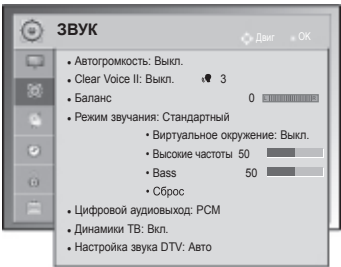 ЗВУК
Двиг ● OK
• Автогромкость: Выкл.
• Clear Voice II: Выкл. 3
• Баланс 0
• Режим звучания: Стандартный
• Виртуальное окружение: Выкл.
• Высокие частоты 50
• Bass 50
• Сброс
• Цифровой аудиовыход: PCM
• Динамики ТВ: Вкл.
• Настройка звука DTV: Авто